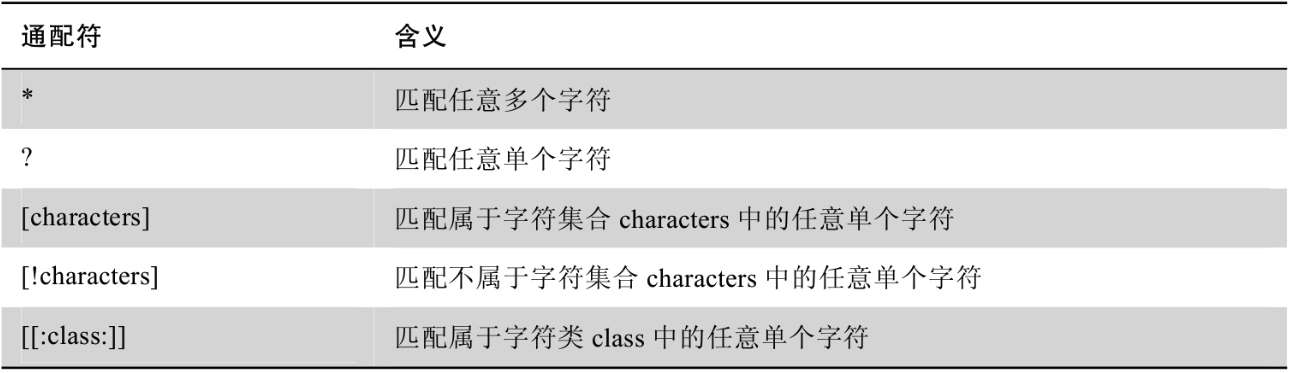 通配符 含义
* 匹配任意多个字符
? 匹配任意单个字符
[characters] 匹配属于字符集合 characters 中的任意单个字符
[!characters] 匹配不属于字符集合 characters 中的任意单个字符
[[:class:]] 匹配属于字符类 class 中的任意单个字符